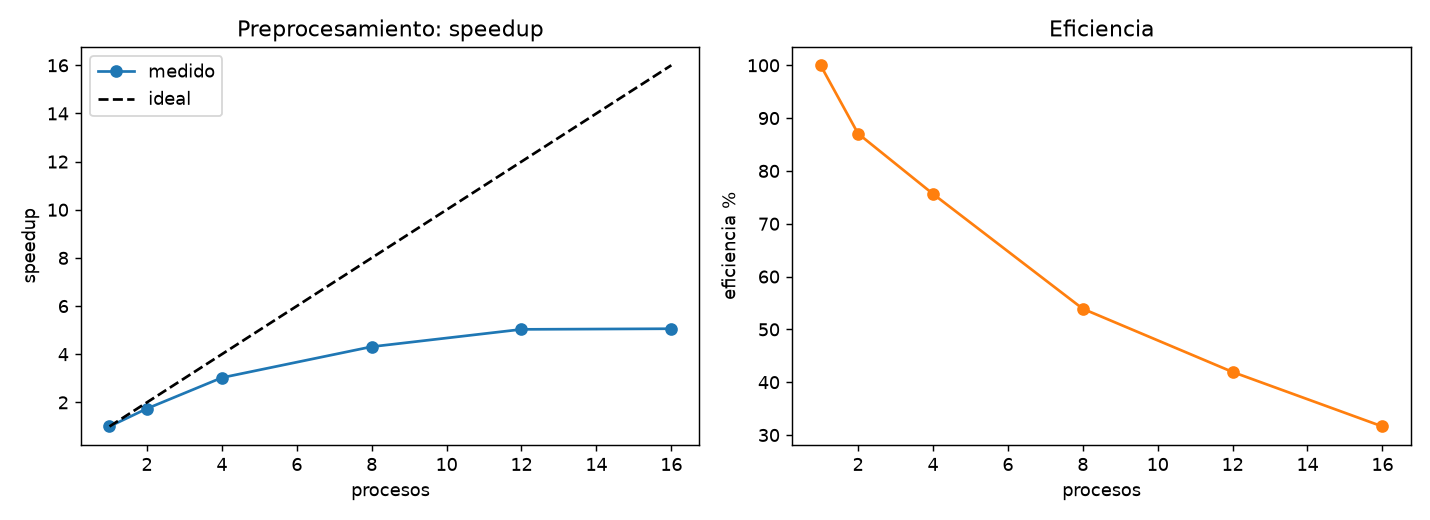 Preprocesamiento: speedup
medido
ideal
16
14
12
10
8
6
4
2
speedup
2 4 6 8 10 12 14 16
procesos
Eficiencia
100
90
80
70
60
50
40
30
eficiencia %
2 4 6 8 10 12 14 16
procesos